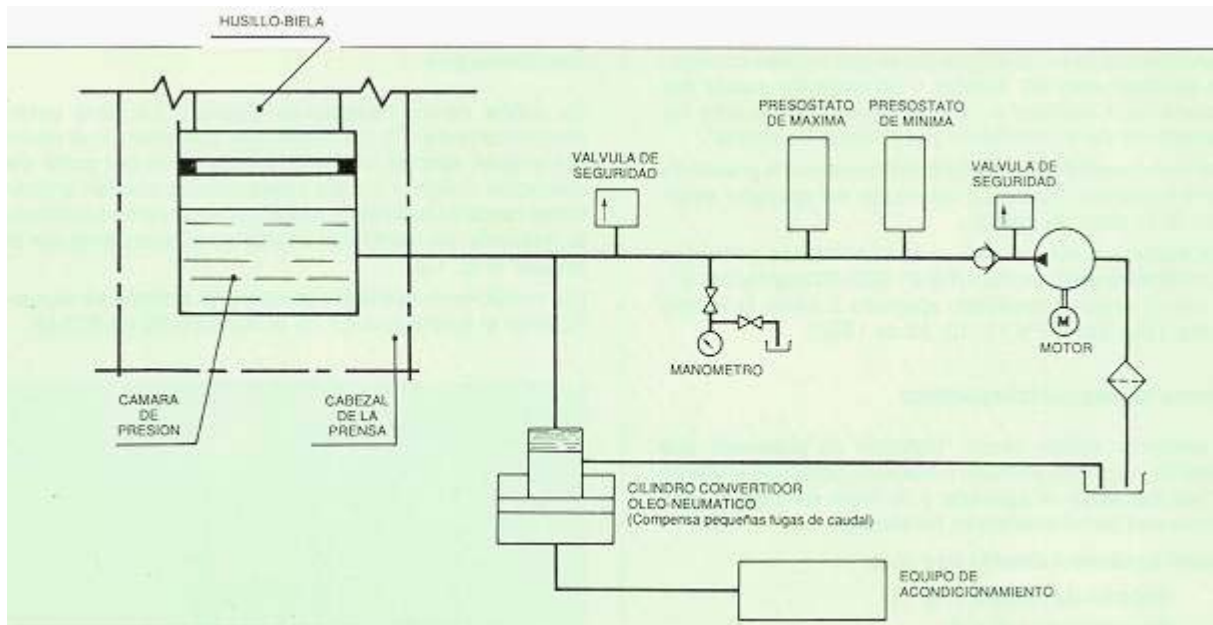 HUSILLO-BIELA
PRESOSTATO
DE MAXIMA
PRESOSTATO
DE MINIMA
VALVULA DE
SEGURIDAD
VALVULA DE
SEGURIDAD
M
MOTOR
MANOMETRO
CAMARA
DE
PRESION
CABEZAL
DE LA
PRENSA
CILINDRO CONVERTIDOR
OLEO-NEUMATICO
(Compensa pequeñas fugas de caudal)
EQUIPO DE
ACONDICIONAMIENTO